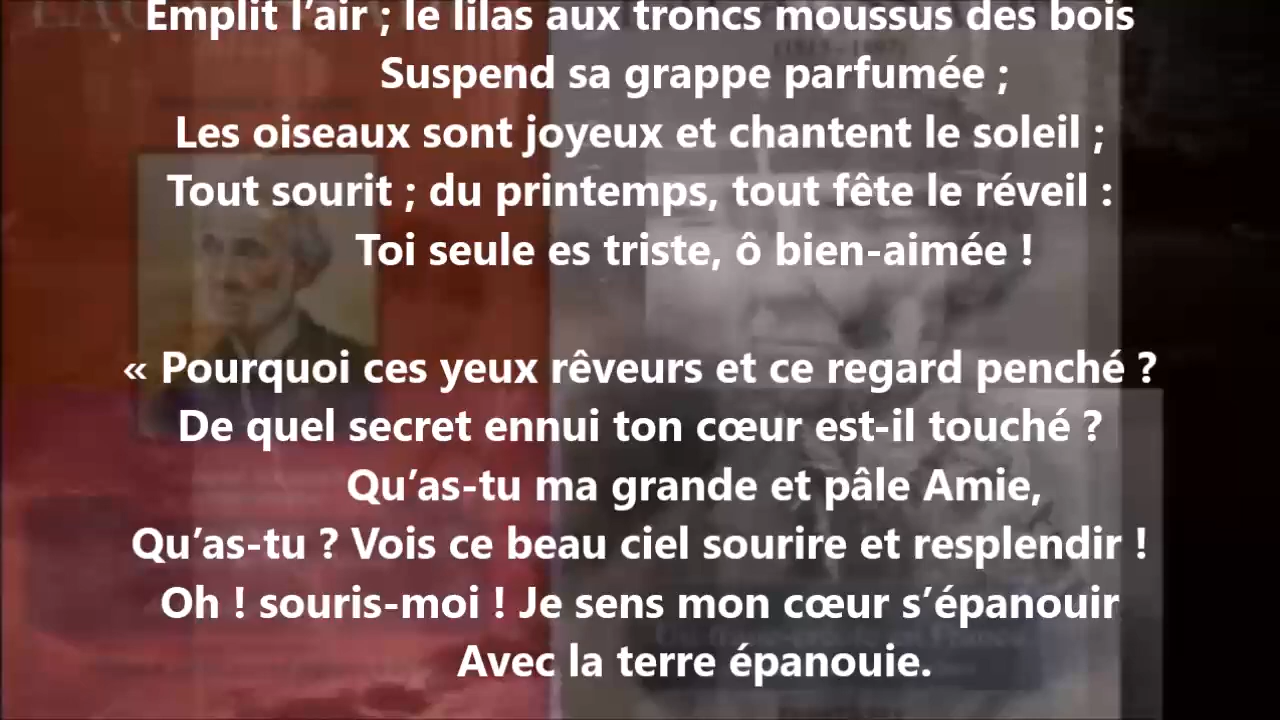 Emplit l’air ; le lilas aux troncs moussus des bois
Suspend sa grappe parfumée ;
Les oiseaux sont joyeux et chantent le soleil ;
Tout sourit ; du printemps, tout fête le réveil :
Toi seule es triste, ô bien-aimée !
« Pourquoi ces yeux rêveurs et ce regard penché ?
De quel secret ennui ton cœur est-il touché ?
Qu’as-tu ma grande et pâle Amie,
Qu’as-tu ? Vois ce beau ciel sourire et resplendir !
Oh ! souris-moi ! Je sens mon cœur s’épanouir
Avec la terre épanouie.